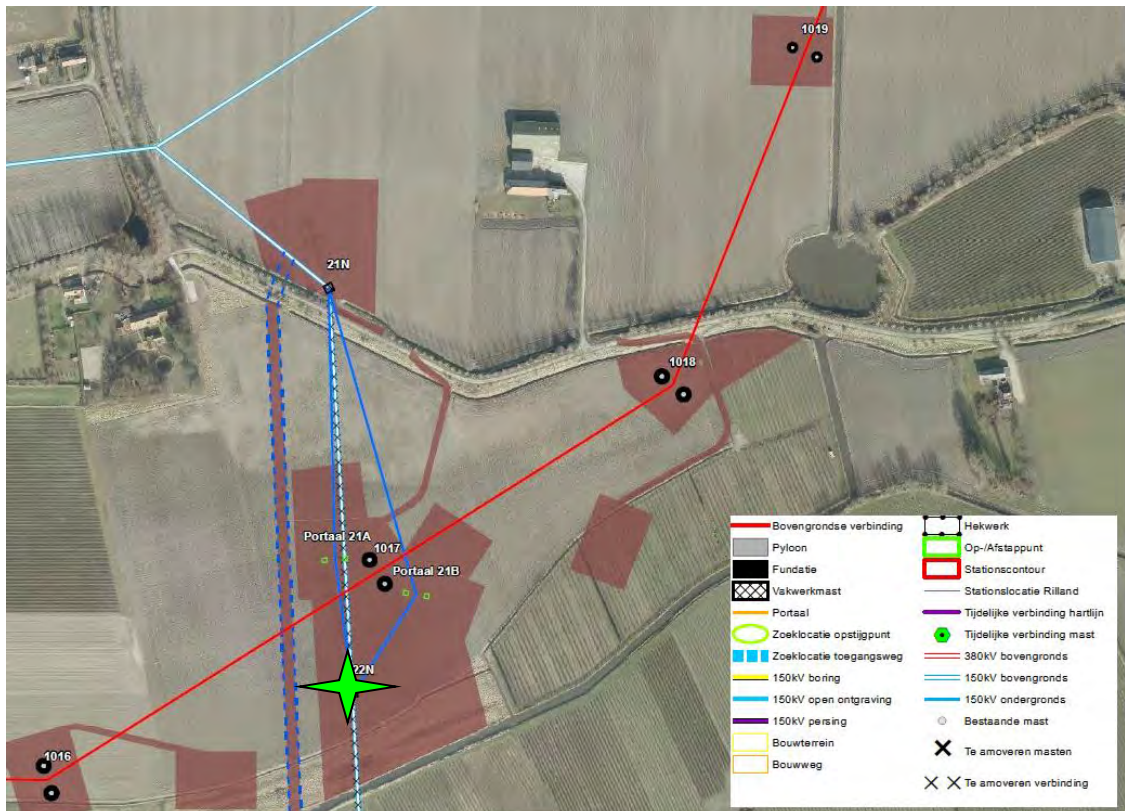 1019
21N
1018
Portaal 21A
1017
Portaal 21B
22N
1016
Bovengrondse verbinding
Pyloon
Fundatie
Vakwerkmast
Portaal
Zoeklocatie opstijgpunt
Zoeklocatie toegangsweg
150kV boring
150kV open ontgraving
150kV persing
Bouwterrein
Bouwweg
Hekwerk
Op-/Afstappunt
Stationscontour
Stationslocatie Rilland
Tijdelijke verbinding hartlijn
Tijdelijke verbinding mast
380kV bovengronds
150kV bovengronds
150kV ondergronds
Bestaande mast
Te amoveren masten
Te amoveren verbinding